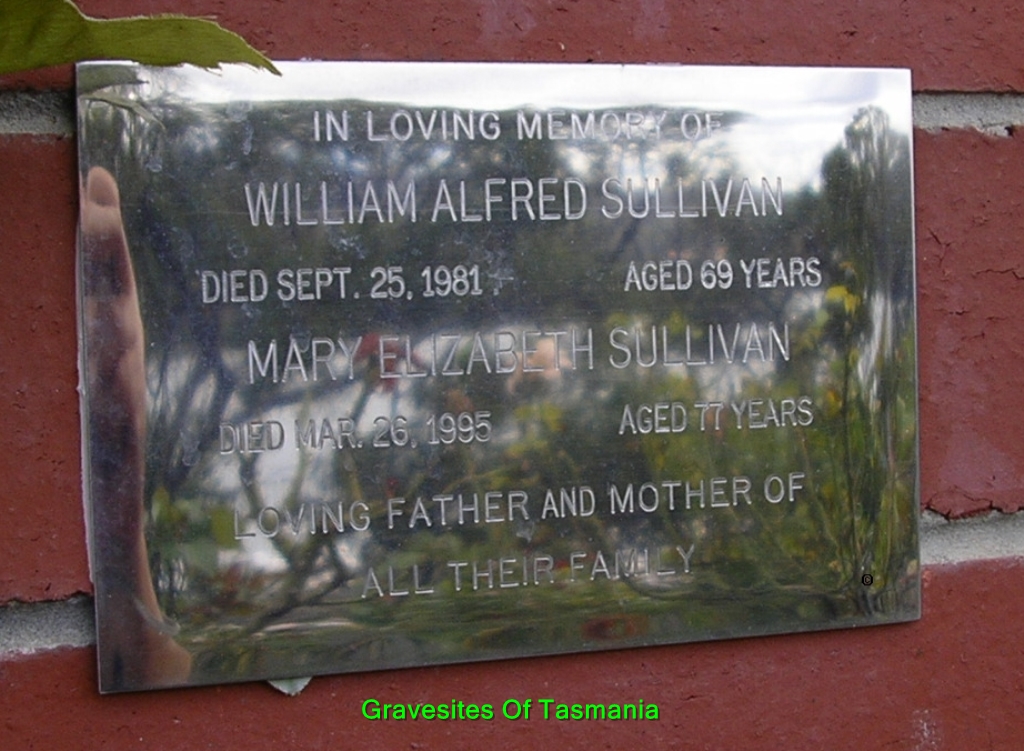 IN LOVING MEMORY OF
WILLIAM ALFRED SULLIVAN
DIED SEPT. 25, 1981 AGED 69 YEARS
MARY ELIZABETH SULLIVAN
DIED MAR. 26, 1995 AGED 77 YEARS
LOVING FATHER AND MOTHER OF
ALL THEIR FAMILY
©
Gravesites Of Tasmania